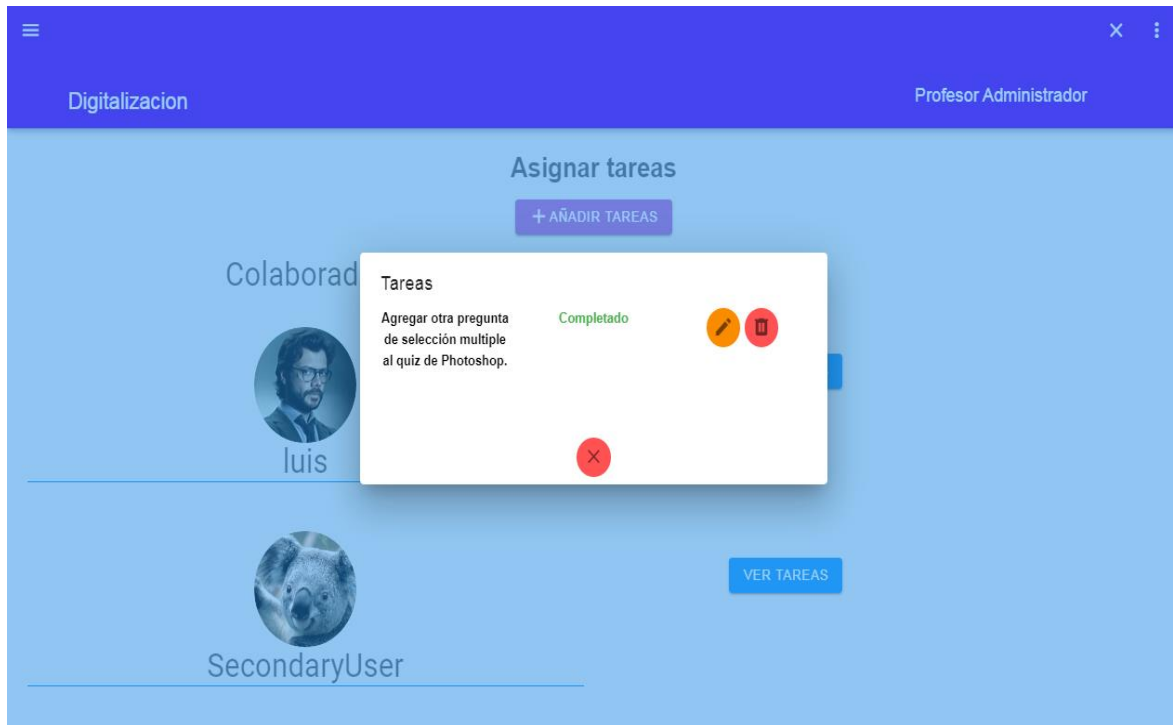 Digitalizacion
Profesor Administrador
Asignar tareas
+ AÑADIR TAREAS
Colaborad
Tareas
Agregar otra pregunta
de selección multiple
al quiz de Photoshop.
Completado
luis
VER TAREAS
SecondaryUser